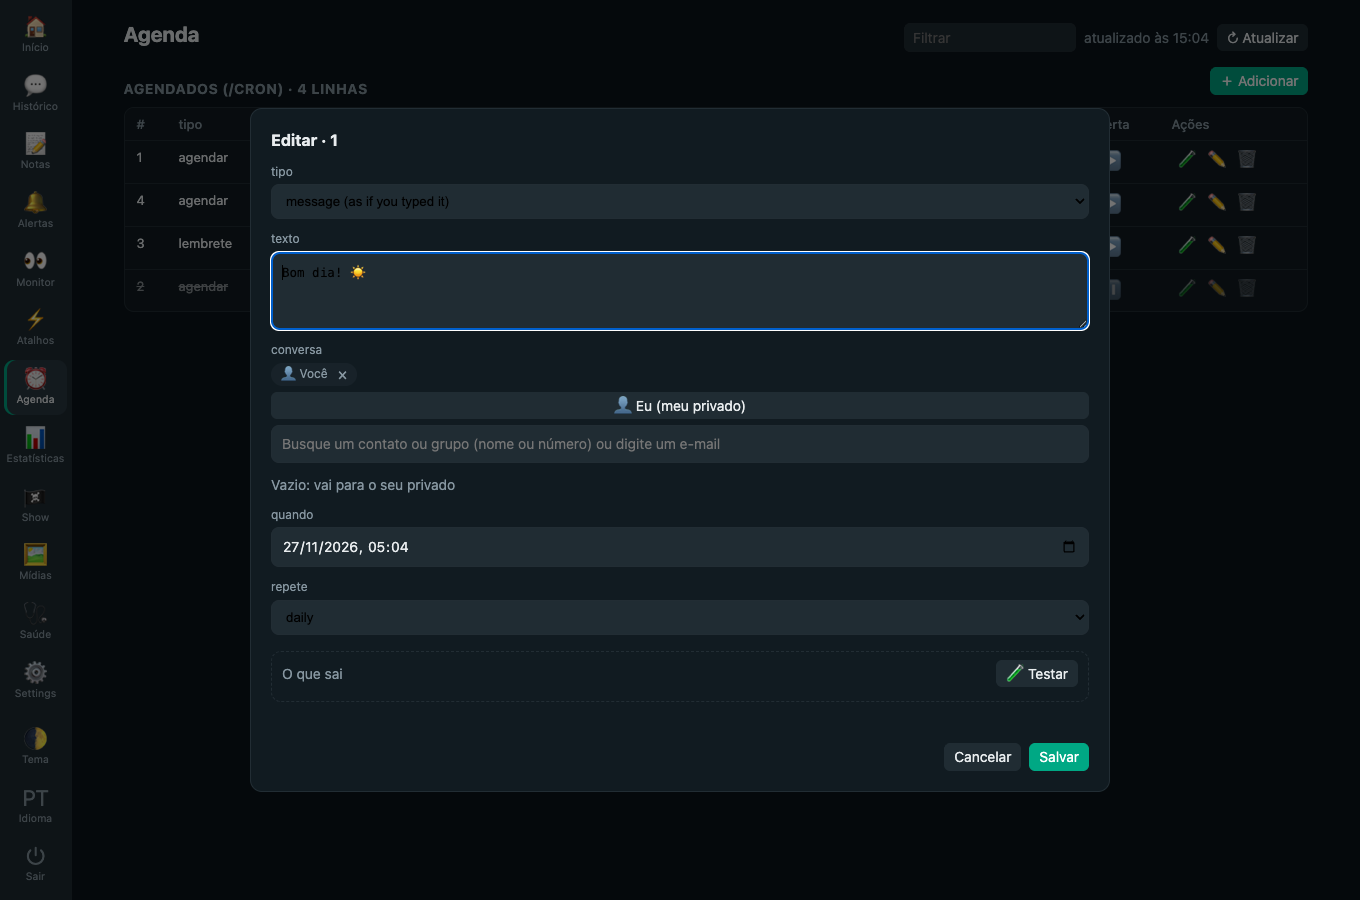 Início
Histórico
Notas
Alertas
Monitor
Atalhos
Agenda
Estatísticas
Show
Mídias
Saúde
Settings
Tema
PT
Idioma
Sair
Agenda
Filtrar
atualizado às 15:04
Atualizar
AGENDADOS (/CRON) · 4 LINHAS
+ Adicionar
# tipo
Ações
1 agendar
4 agendar
3 lembrete
2 agendar
Editar · 1
tipo
message (as if you typed it)
texto
Bom dia! ☀️
conversa
Você ×
Eu (meu privado)
Busque um contato ou grupo (nome ou número) ou digite um e-mail
Vazio: vai para o seu privado
quando
27/11/2026, 05:04
repete
daily
O que sai
Testar
Cancelar
Salvar